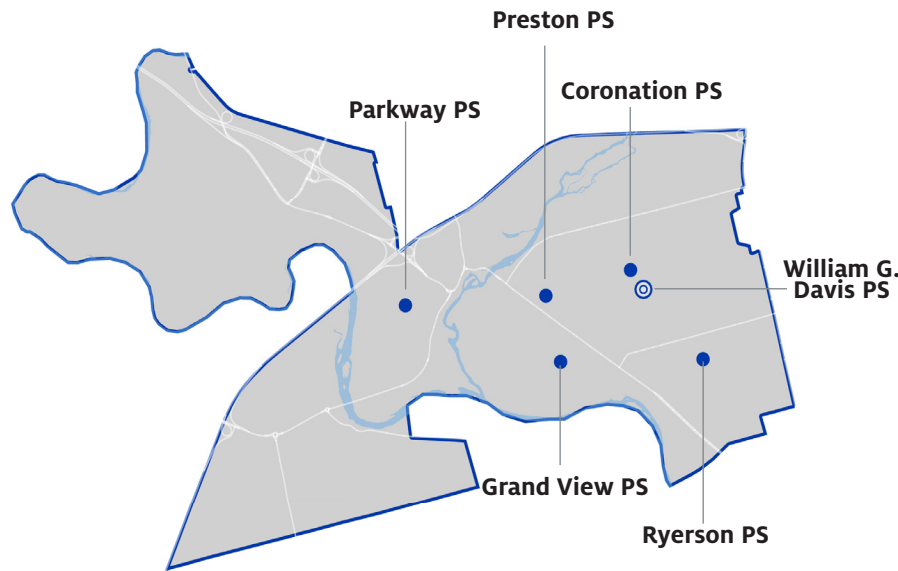 Preston PS
Coronation PS
Parkway PS
William G.
Davis PS
Grand View PS
Ryerson PS